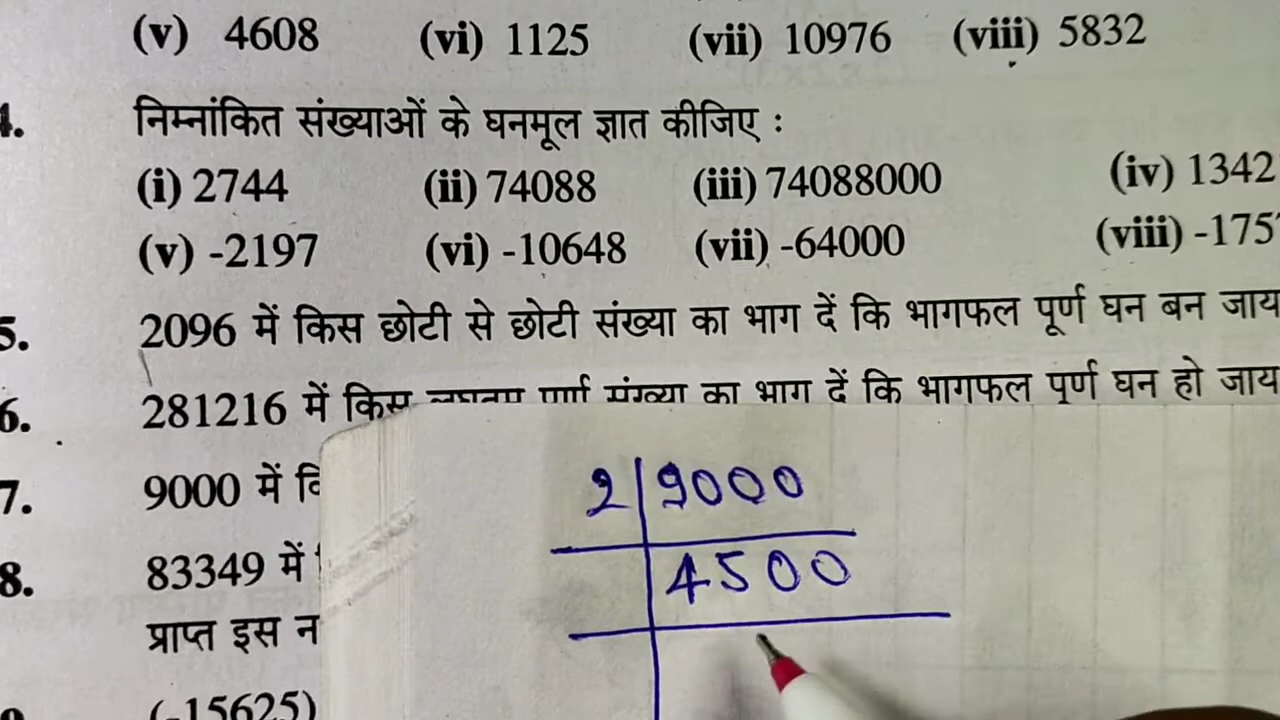 (v) 4608 (vi) 1125 (vii) 10976 (viii) 5832
4. निम्नांकित संख्याओं के घनमूल ज्ञात कीजिए :
(i) 2744 (ii) 74088 (iii) 74088000 (iv) 1342
(v) -2197 (vi) -10648 (vii) -64000 (viii) -175
5. 2096 में किस छोटी से छोटी संख्या का भाग दें कि भागफल पूर्ण घन बन जाय
6. 281216 में किस पूर्ण संख्या का भाग दें कि भागफल पूर्ण घन हो जाय
7. 9000 में
8. 83349 में
प्राप्त इस न
(-15625)
2 9000
4500